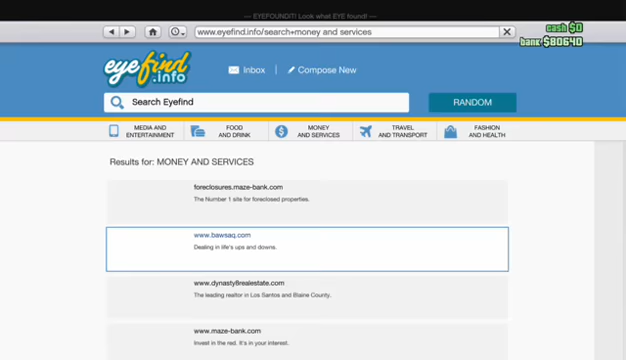 --- EYEFOUNDIT! Look what EYE found! ---
www.eyefind.info/search+money and services
cash $0
bank $80640
eyefind
.info
Inbox
Compose New
Search Eyefind
RANDOM
MEDIA AND
ENTERTAINMENT
FOOD
AND DRINK
MONEY
AND SERVICES
TRAVEL
AND TRANSPORT
FASHION
AND HEALTH
Results for: MONEY AND SERVICES
foreclosures.maze-bank.com
The Number 1 site for foreclosed properties.
www.bawsaq.com
Dealing in life's ups and downs.
www.dynasty8realestate.com
The leading realtor in Los Santos and Blaine County.
www.maze-bank.com
Invest in the red. It's in your interest.